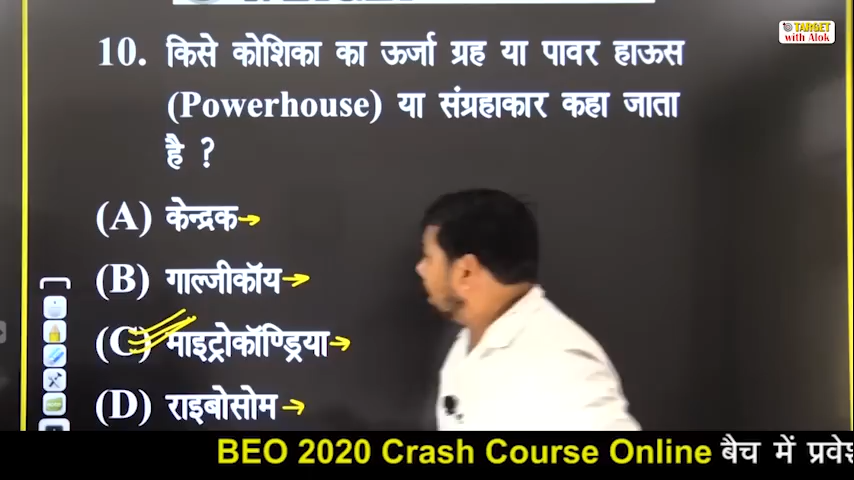 TARGET
with Alok
10. किसे कोशिका का ऊर्जा ग्रह या पावर हाऊस
(Powerhouse) या संग्रहाकार कहा जाता
है ?
(A) केन्द्रक
(B) गाल्जीकॉय
(C) माइट्रोकॉण्ड्रिया
(D) राइबोसोम
BEO 2020 Crash Course Online बैच में